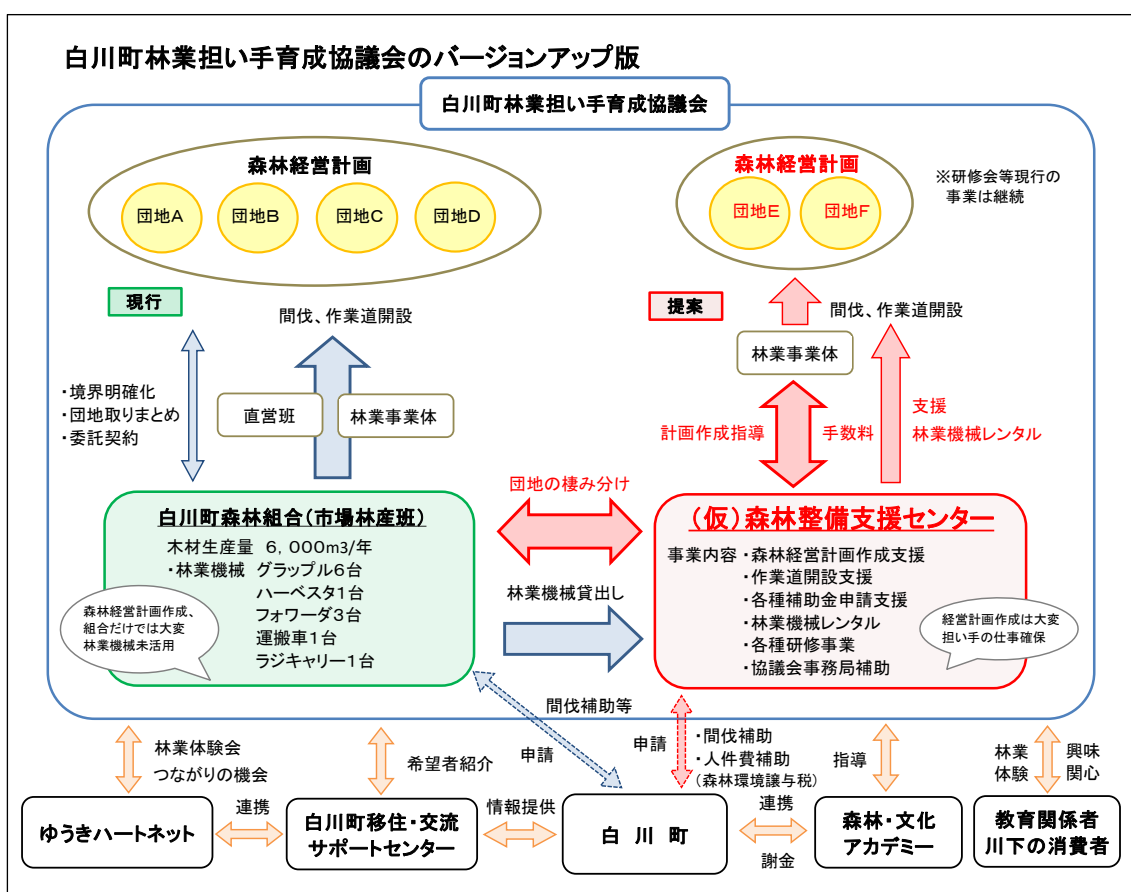 白川町林業担い手育成協議会のバージョンアップ版
白川町林業担い手育成協議会
森林経営計画
団地A
団地B
団地C
団地D
森林経営計画
団地E
団地F
※研修会等現行の
事業は継続
現行
間伐、作業道開設
・境界明確化
・団地取りまとめ
・委託契約
直営班
林業事業体
提案
間伐、作業道開設
林業事業体
計画作成指導
手数料
支援
林業機械レンタル
団地の棲み分け
白川町森林組合(市場林産班)
木材生産量 6,000m3/年
・林業機械 グラップル6台
ハーベスタ1台
フォワーダ3台
運搬車1台
ラジキャリー1台
森林経営計画作成、
組合だけでは大変
林業機械未活用
林業機械貸出し
(仮)森林整備支援センター
事業内容 ・森林経営計画作成支援
・作業道開設支援
・各種補助金申請支援
・林業機械レンタル
・各種研修事業
・協議会事務局補助
経営計画作成は大変
担い手の仕事確保
林業体験会
つながりの機会
希望者紹介
間伐補助等
申請
申請
・間伐補助
・人件費補助
(森林環境譲与税)
指導
林業
体験
興味
関心
ゆうきハートネット
連携
白川町移住・交流
サポートセンター
情報提供
白川町
連携
謝金
森林・文化
アカデミー
教育関係者
川下の消費者